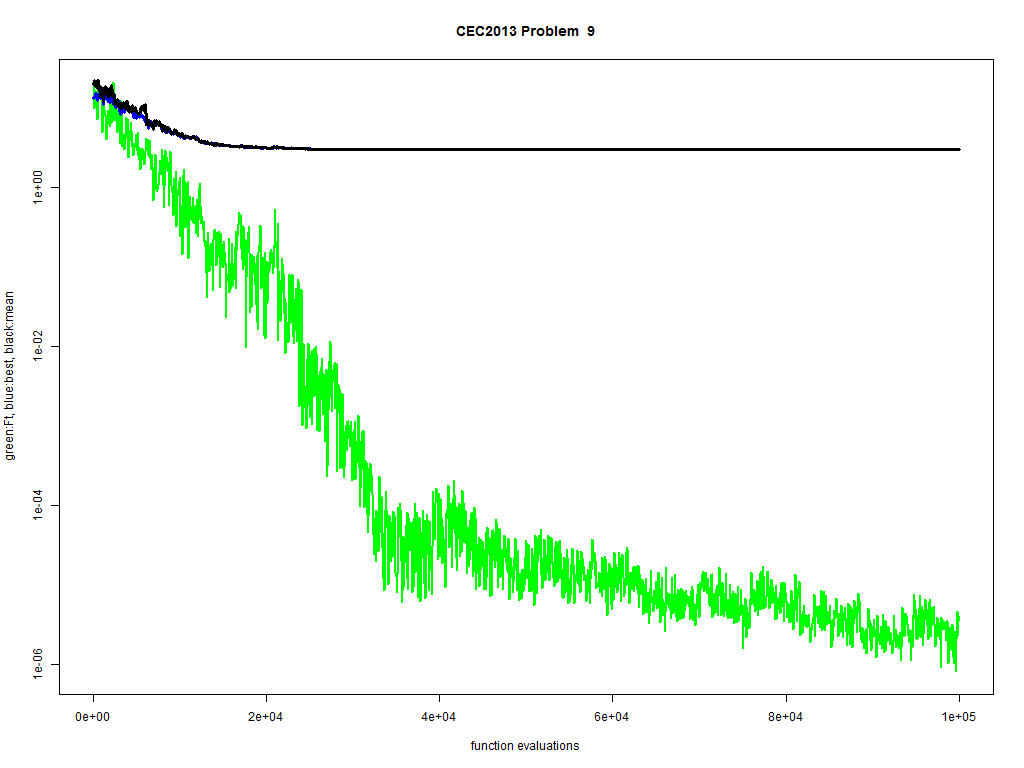 CEC2013 Problem  9
green:Ft, blue:best, black:mean
1e+00
1e-02
1e-04
1e-06
0e+00 2e+04 4e+04 6e+04 8e+04 1e+05
function evaluations